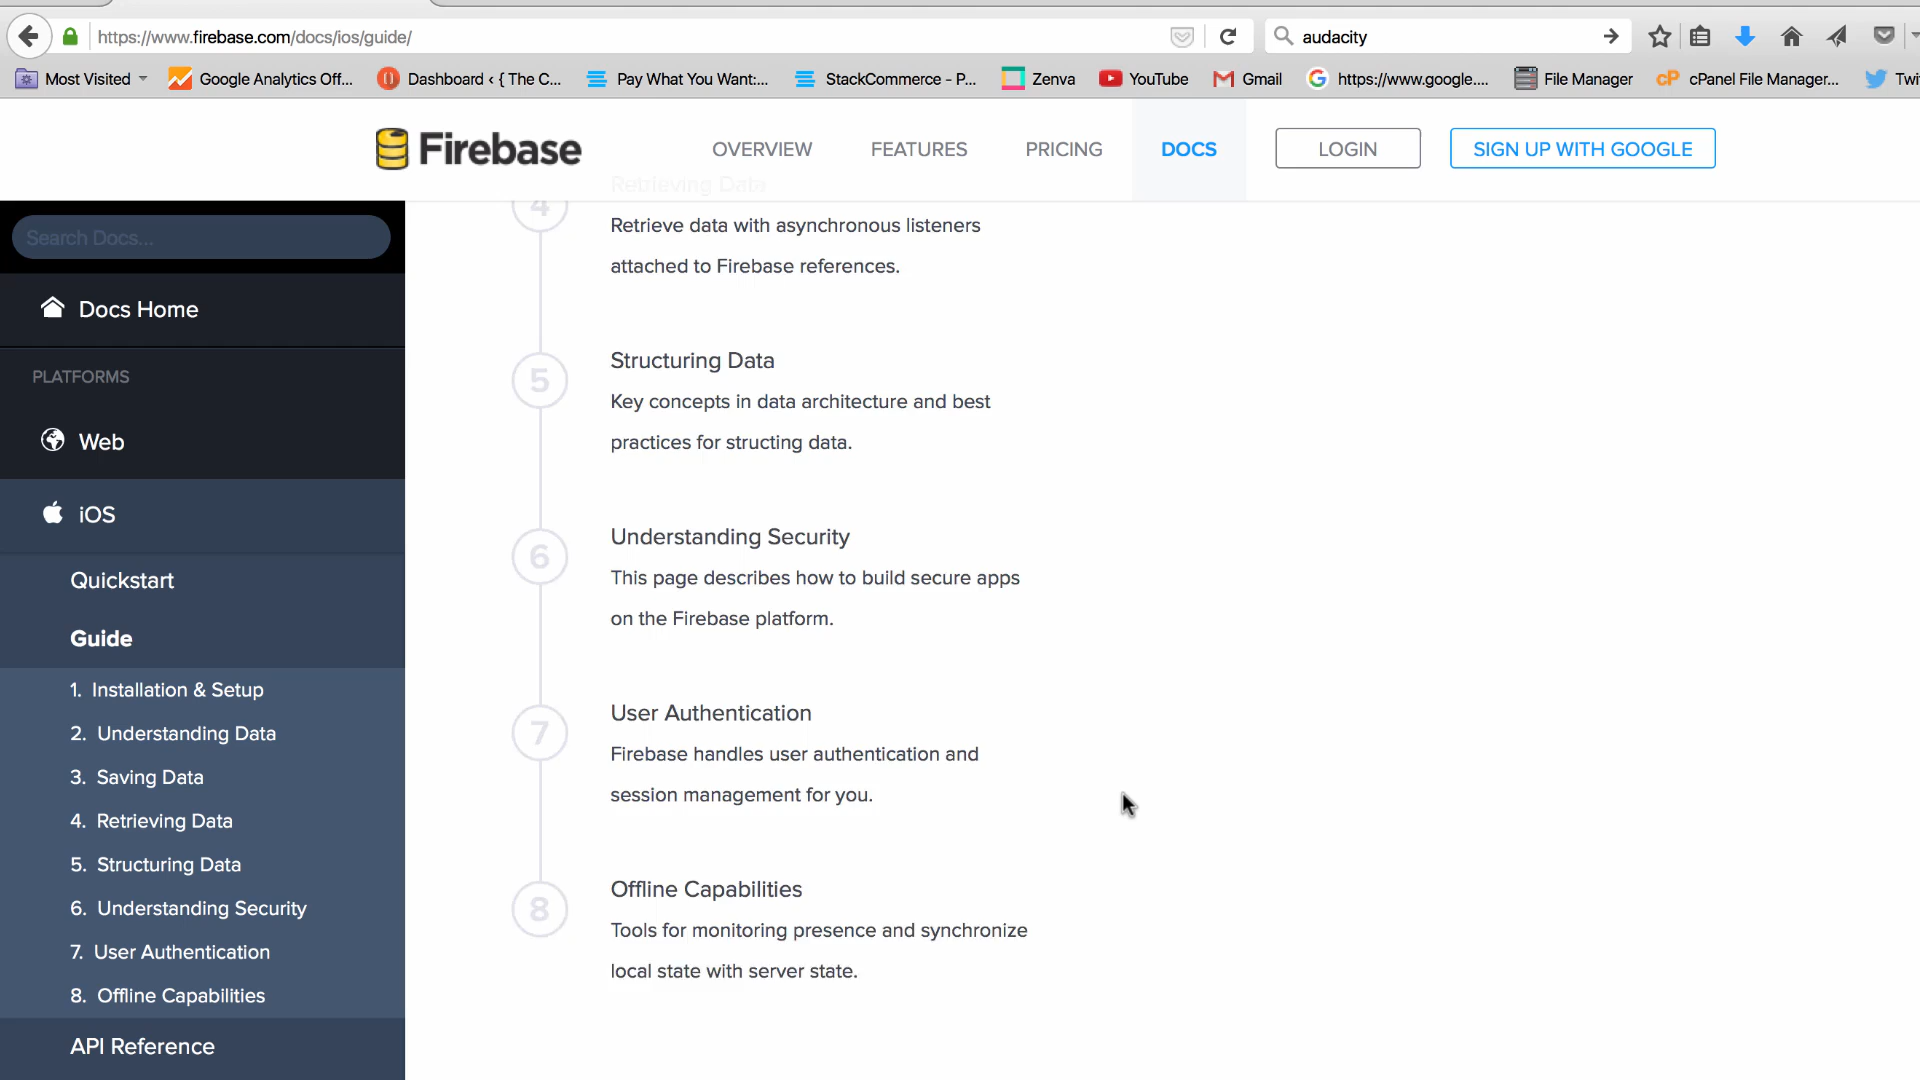 https://www.firebase.com/docs/ios/guide/
audacity
Most Visited
Google Analytics Off...
Dashboard ‹ { The C...
Pay What You Want:...
StackCommerce - P...
Zenva
YouTube
Gmail
https://www.google....
File Manager
cP cPanel File Manager...
Twi
Firebase
OVERVIEW
FEATURES
PRICING
DOCS
LOGIN
SIGN UP WITH GOOGLE
Search Docs...
Docs Home
PLATFORMS
Web
iOS
Quickstart
Guide
1. Installation & Setup
2. Understanding Data
3. Saving Data
4. Retrieving Data
5. Structuring Data
6. Understanding Security
7. User Authentication
8. Offline Capabilities
API Reference
4
Retrieving Data
Retrieve data with asynchronous listeners
attached to Firebase references.
5
Structuring Data
Key concepts in data architecture and best
practices for structing data.
6
Understanding Security
This page describes how to build secure apps
on the Firebase platform.
7
User Authentication
Firebase handles user authentication and
session management for you.
8
Offline Capabilities
Tools for monitoring presence and synchronize
local state with server state.